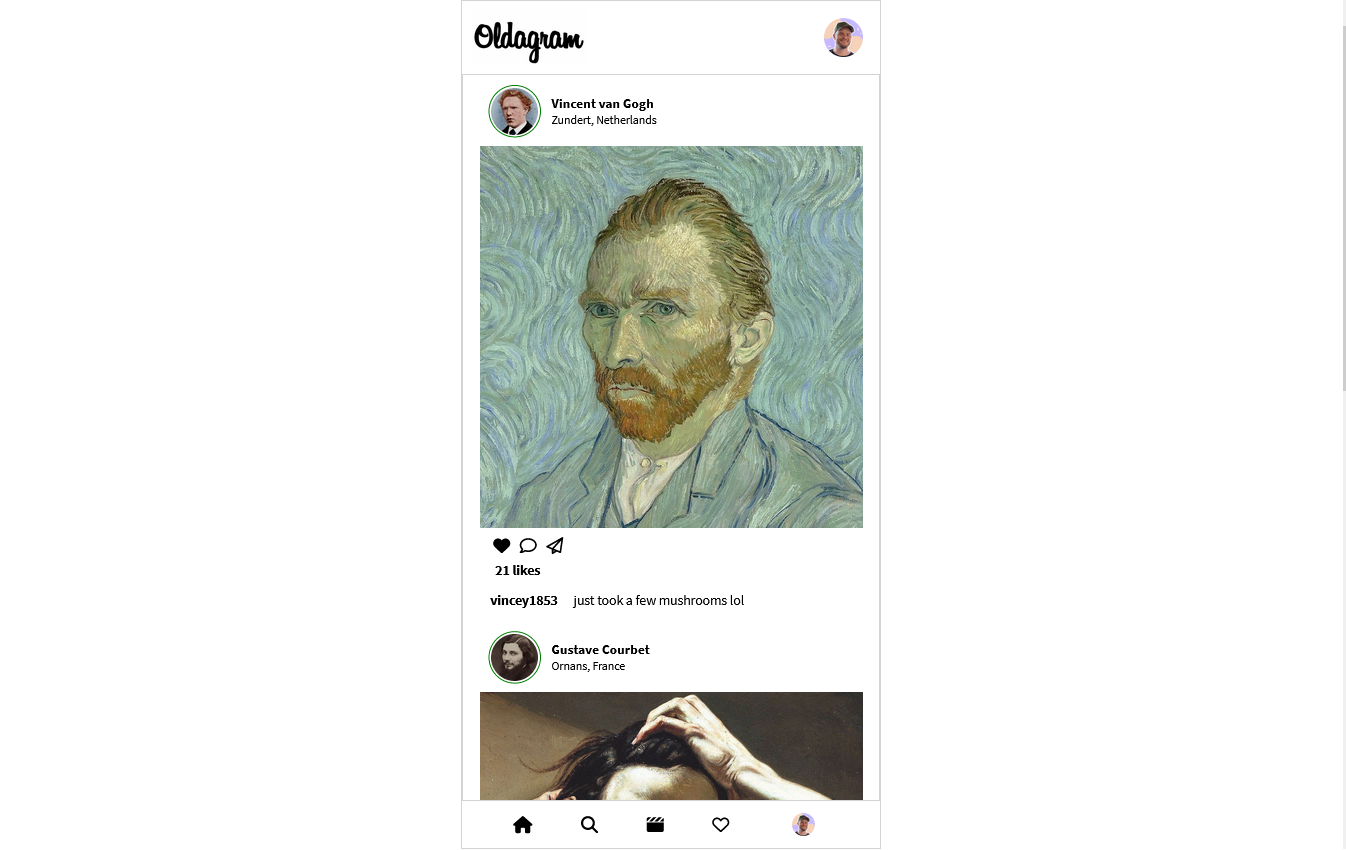 Oldagram
Vincent van Gogh
Zundert, Netherlands
21 likes
vincey1853 just took a few mushrooms lol
Gustave Courbet
Ornans, France